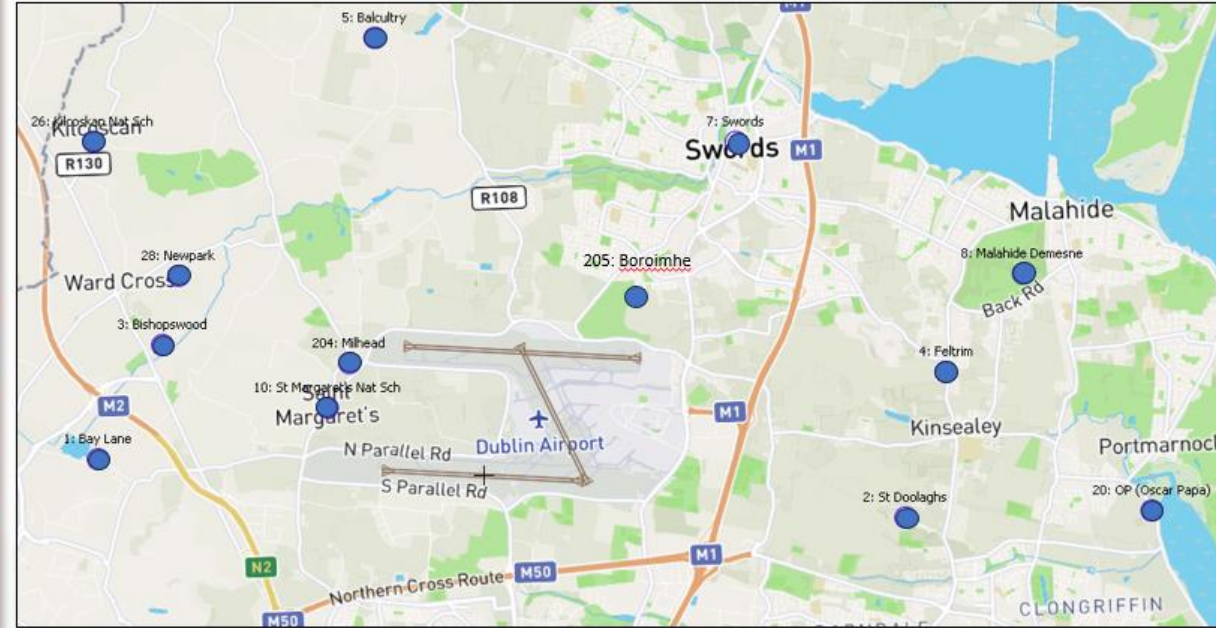 5: Balcultry
26: Kilcoskan Nat Sch
Kilcoscan
R130
7: Swords
Swords
M1
R108
Malahide
205: Boroimhe
8: Malahide Demesne
28: Newpark
Ward Cross
Back Rd
3: Bishopswood
204: Milhead
4: Feltrim
10: St Margaret's Nat Sch
Saint
Margaret's
M2
M1
Dublin Airport
Kinsealey
1: Bay Lane
N Parallel Rd
S Parallel Rd
Portmarnock
20: OP (Oscar Papa)
2: St Doolaghs
M1
N2
M50
Northern Cross Route
M50
CLONGRIFFIN